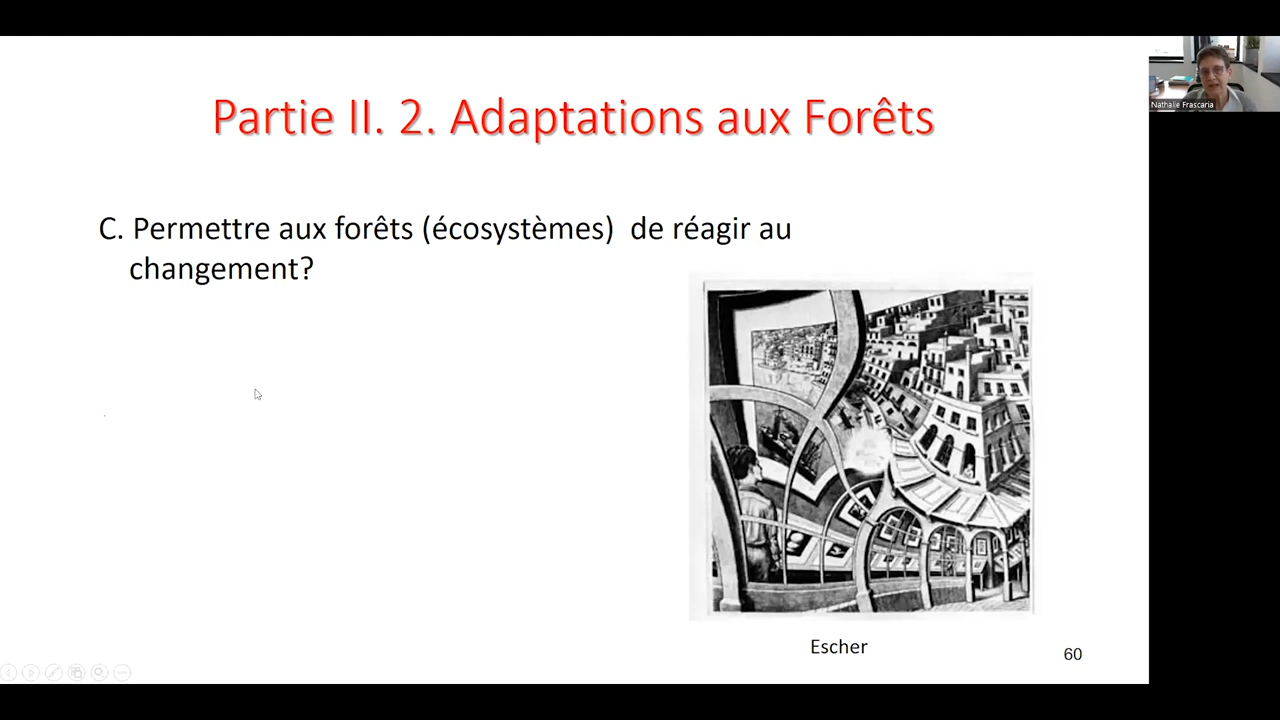 Partie II. 2. Adaptations aux Forêts
Nathalie Frascaria
C. Permettre aux forêts (écosystèmes) de réagir au
changement?
Escher
60